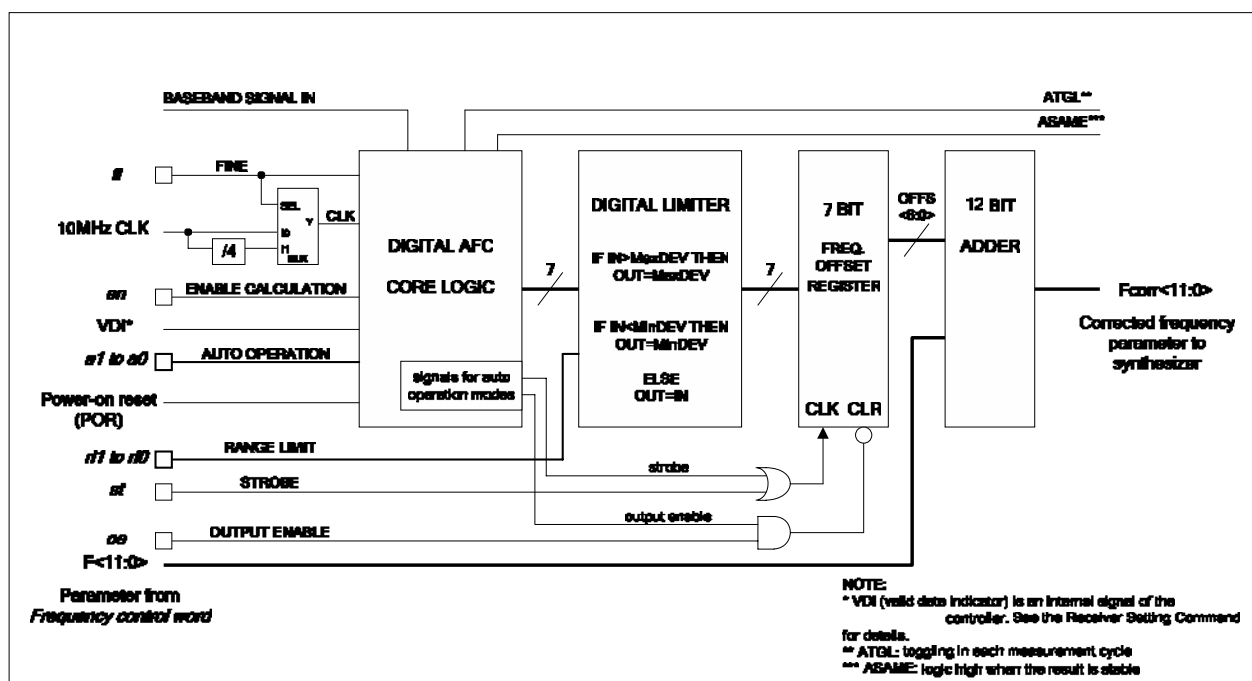 BASEBAND SIGNAL IN
ATGL**
ASAME***
fi
FINE
SEL
Y
I0
I1
MUX
CLK
10MHz CLK
/4
en
ENABLE CALCULATION
VDI*
a1 to a0
AUTO OPERATION
Power-on reset
(POR)
rl1 to rl0
RANGE LIMIT
st
STROBE
oe
OUTPUT ENABLE
F<11:0>
Parameter from
Frequency control word
DIGITAL AFC
CORE LOGIC
signals for auto
operation modes
7
DIGITAL LIMITER
IF IN>MaxDEV THEN
OUT=MaxDEV
IF IN<MinDEV THEN
OUT=MinDEV
ELSE
OUT=IN
7
7 BIT
FREQ.
OFFSET
REGISTER
CLK CLR
strobe
output enable
OFFS
<6:0>
12 BIT
ADDER
Fcorr<11:0>
Corrected frequency
parameter to
synthesizer
NOTE:
* VDI (valid data indicator) is an internal signal of the
controller. See the Receiver Setting Command
for details.
** ATGL: toggling in each measurement cycle
*** ASAME: logic high when the result is stable